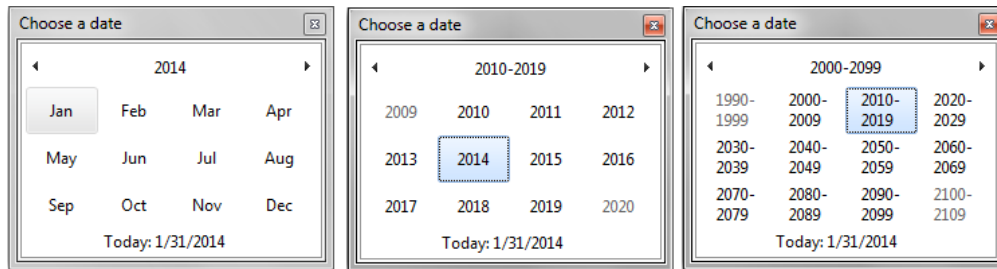 Choose a date
2014
Jan Feb Mar Apr
May Jun Jul Aug
Sep Oct Nov Dec
Today: 1/31/2014
Choose a date
2010-2019
2009 2010 2011 2012
2013 2014 2015 2016
2017 2018 2019 2020
Today: 1/31/2014
Choose a date
2000-2099
1990- 2000- 2010- 2020-
1999 2009 2019 2029
2030- 2040- 2050- 2060-
2039 2049 2059 2069
2070- 2080- 2090- 2100-
2079 2089 2099 2109
Today: 1/31/2014